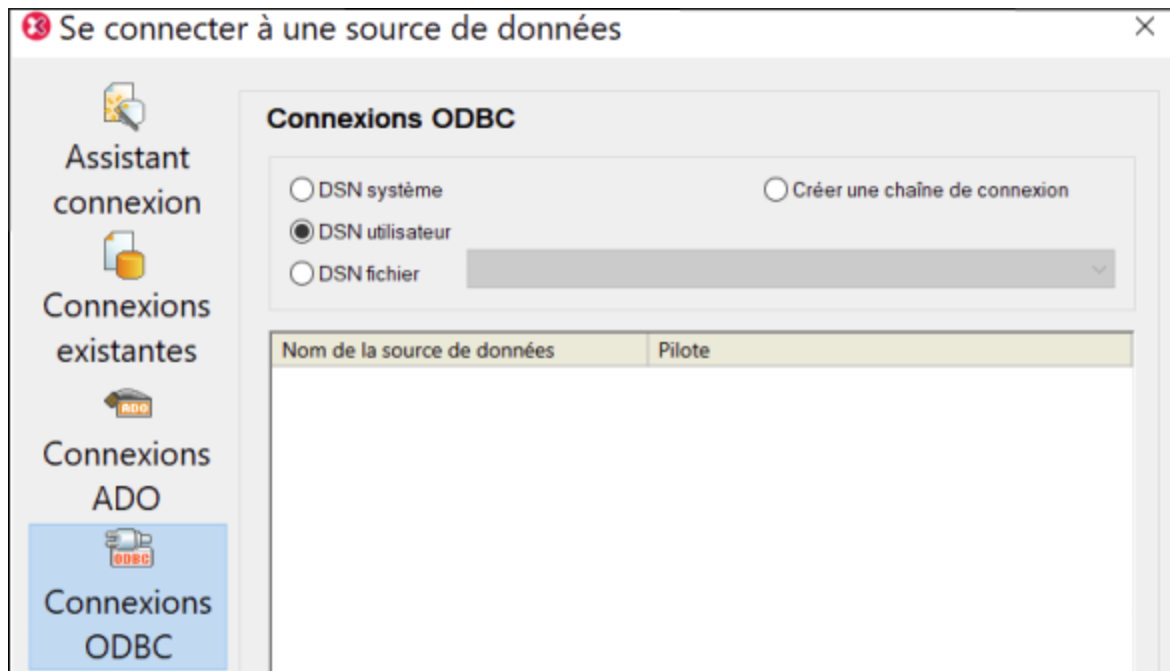 Se connecter à une source de données
Assistant
connexion
Connexions
existantes
ADO
Connexions
ADO
ODBC
Connexions
ODBC
Connexions ODBC
DSN système
Créer une chaîne de connexion
DSN utilisateur
DSN fichier
Nom de la source de données
Pilote